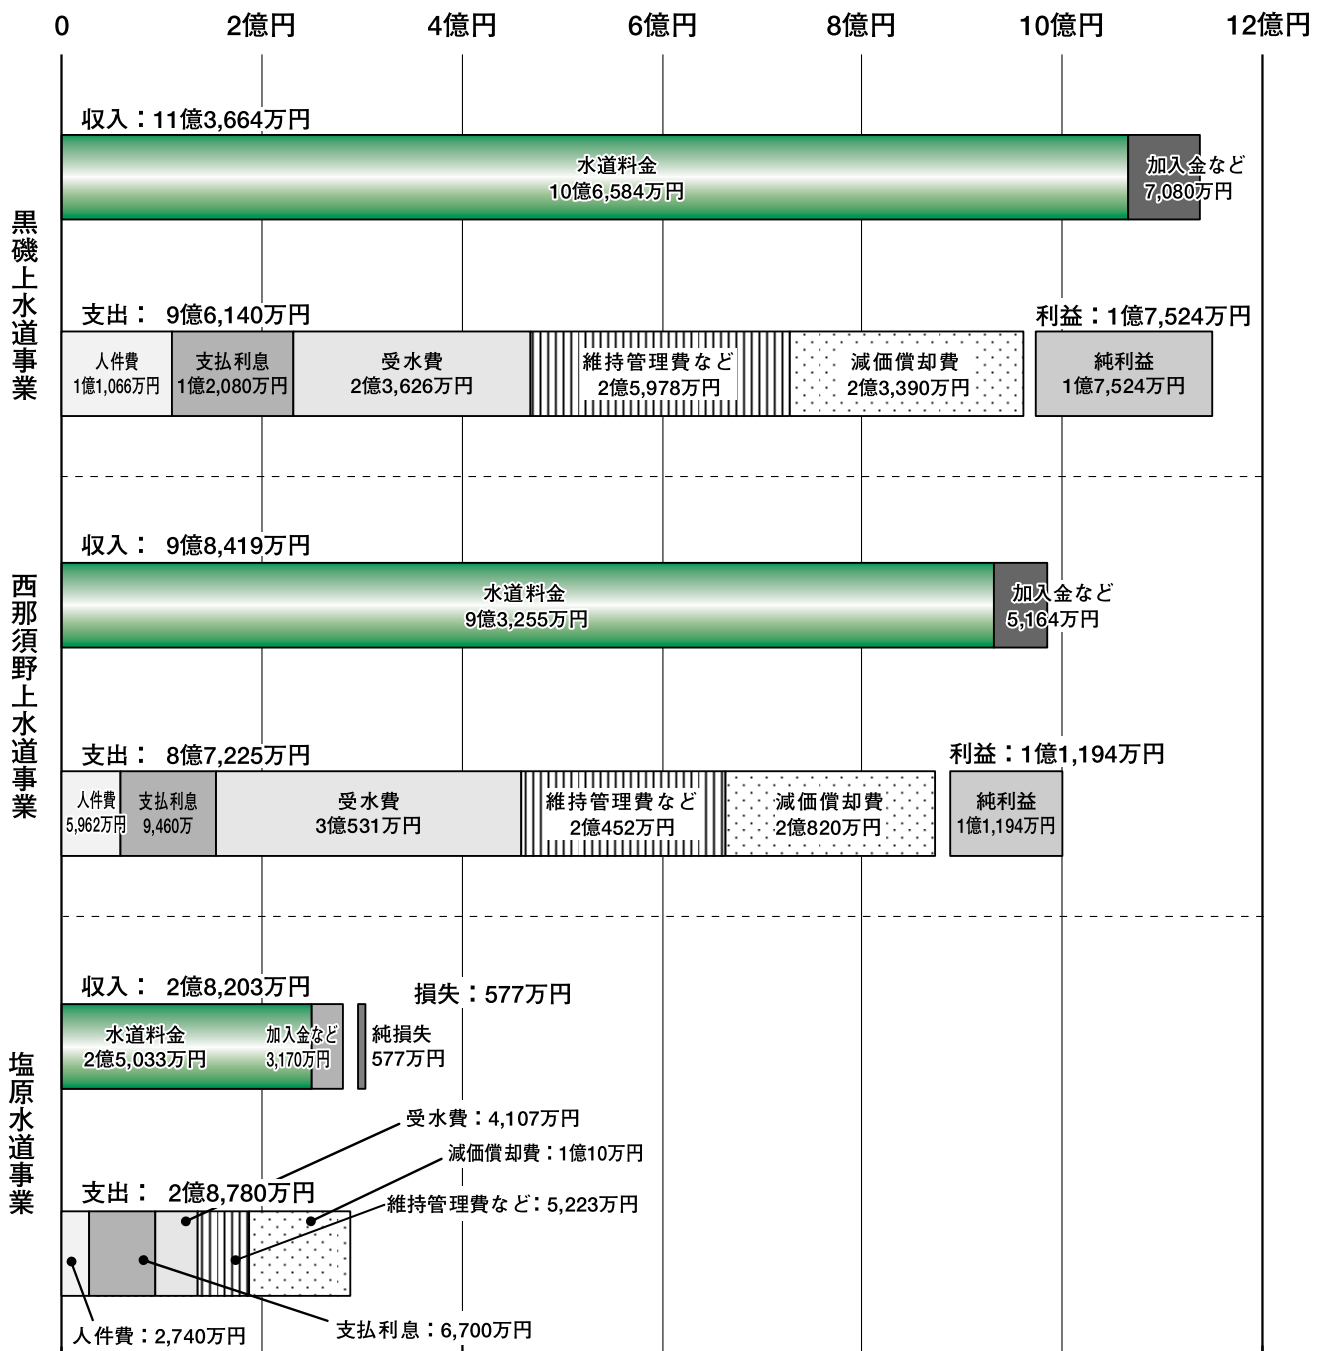 0 2億円 4億円 6億円 8億円 10億円 12億円
黒磯上水道事業
収入：11億3,664万円
水道料金
10億6,584万円
加入金など
7,080万円
支出： 9億6,140万円
利益：1億7,524万円
人件費
1億1,066万円
支払利息
1億2,080万円
受水費
2億3,626万円
維持管理費など
2億5,978万円
減価償却費
2億3,390万円
純利益
1億7,524万円
西那須野上水道事業
収入： 9億8,419万円
水道料金
9億3,255万円
加入金など
5,164万円
支出： 8億7,225万円
利益：1億1,194万円
人件費
5,962万円
支払利息
9,460万
受水費
3億531万円
維持管理費など
2億452万円
減価償却費
2億820万円
純利益
1億1,194万円
塩原水道事業
収入： 2億8,203万円
損失：577万円
水道料金
2億5,033万円
加入金など
3,170万円
純損失
577万円
受水費：4,107万円
減価償却費：1億10万円
支出： 2億8,780万円
維持管理費など：5,223万円
人件費：2,740万円
支払利息：6,700万円